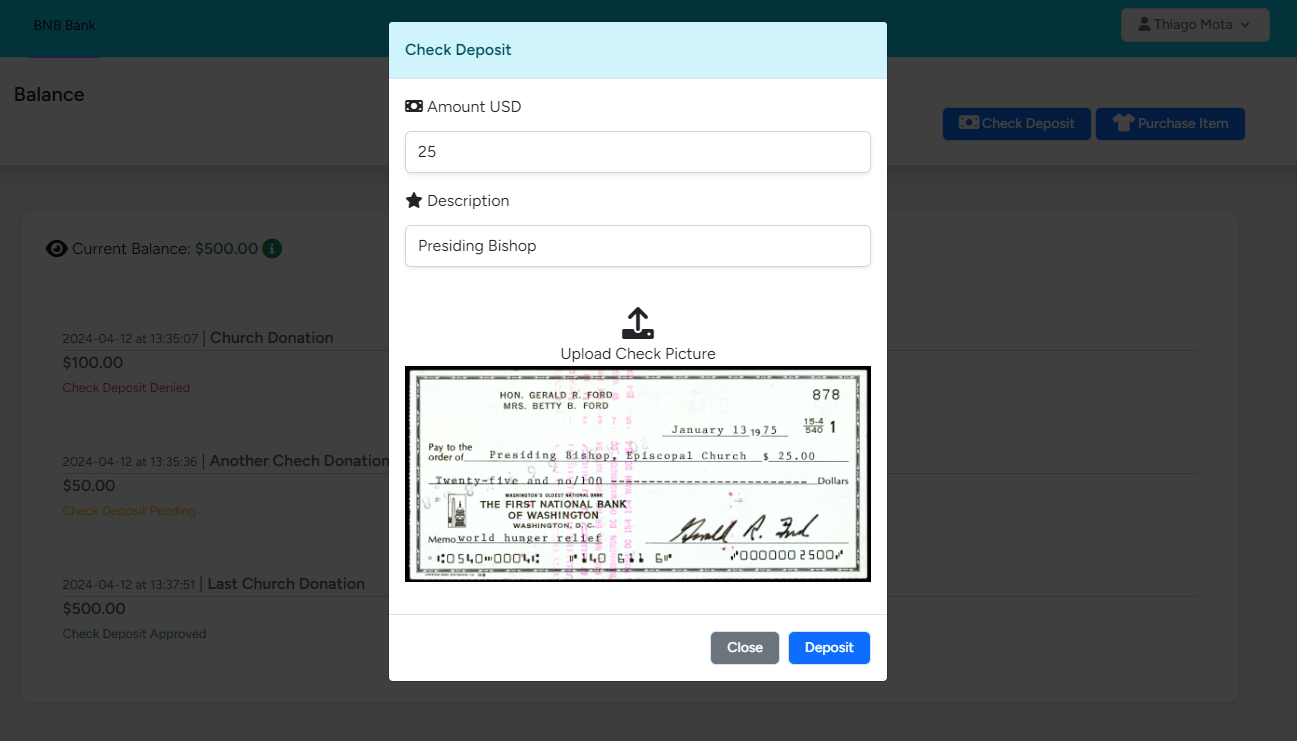 BNB Bank
Thiago Mota
Balance
Check Deposit
Purchase Item
Current Balance: $500.00
2024-04-12 at 13:35:07 | Church Donation
$100.00
Check Deposit Denied
2024-04-12 at 13:35:36 | Another Chech Donation
$50.00
Check Deposit Pending
2024-04-12 at 13:37:51 | Last Church Donation
$500.00
Check Deposit Approved
Check Deposit
Amount USD
25
Description
Presiding Bishop
Upload Check Picture
HON. GERALD R. FORD
MRS. BETTY B. FORD
878
January 13 1975
15-4
540
1
Pay to the
order of Presiding Bishop, Episcopal Church $ 25.00
Twenty-five and no/100 Dollars
WASHINGTON'S OLDEST NATIONAL BANK
THE FIRST NATIONAL BANK
OF WASHINGTON
WASHINGTON, D. C.
Gerald R. Ford
Memo world hunger relief
0540 0004 140 611 6 0000002500
Close
Deposit